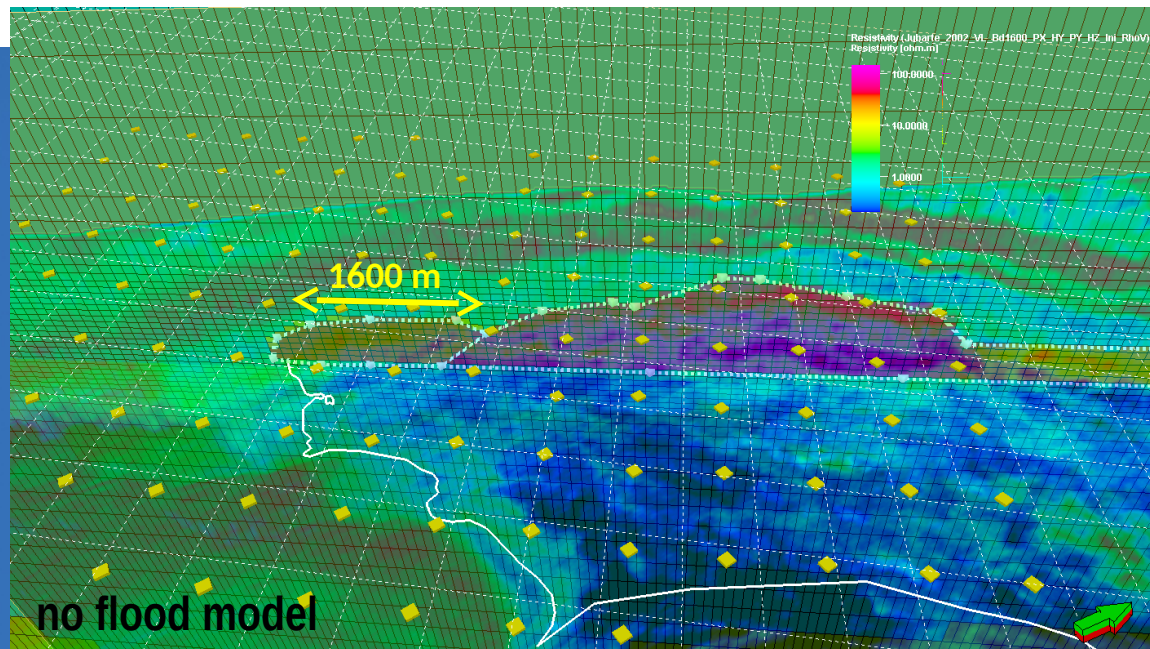 Resistivity (Jubarte_2002_VL_Bd1600_PX_HY_PY_HZ_Ini_RhoV)
Resistivity [ohm.m]
100.0000
10.0000
1.0000
1600 m
no flood model